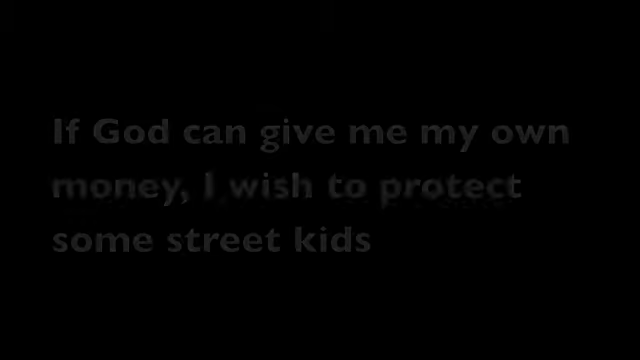 If God can give me my own
money, I wish to protect
some street kids